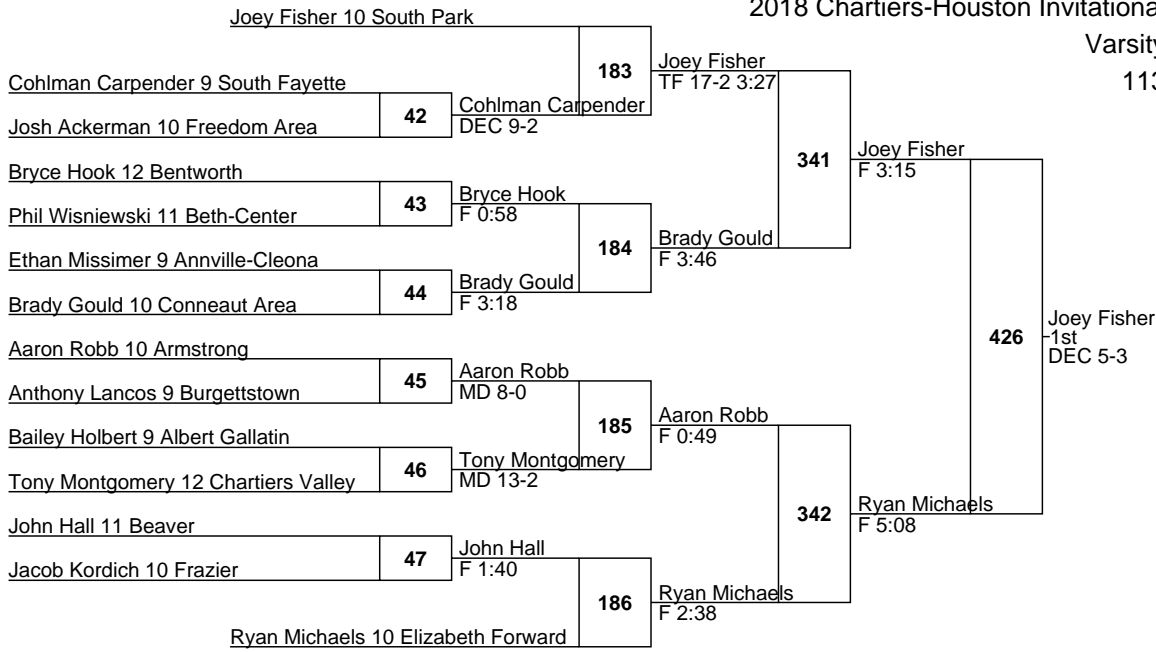 2018 Chartiers-Houston Invitationa
Varsity
113
Joey Fisher 10 South Park
183
Joey Fisher
TF 17-2 3:27
Cohlman Carpender 9 South Fayette
42
Cohlman Carpender
DEC 9-2
Josh Ackerman 10 Freedom Area
341
Joey Fisher
F 3:15
Bryce Hook 12 Bentworth
43
Bryce Hook
F 0:58
Phil Wisniewski 11 Beth-Center
184
Brady Gould
F 3:46
Ethan Missimer 9 Annville-Cleona
44
Brady Gould
F 3:18
Brady Gould 10 Conneaut Area
426
Joey Fisher
1st
DEC 5-3
Aaron Robb 10 Armstrong
45
Aaron Robb
MD 8-0
Anthony Lancos 9 Burgettstown
185
Aaron Robb
F 0:49
Bailey Holbert 9 Albert Gallatin
46
Tony Montgomery
MD 13-2
Tony Montgomery 12 Chartiers Valley
342
Ryan Michaels
F 5:08
John Hall 11 Beaver
47
John Hall
F 1:40
Jacob Kordich 10 Frazier
186
Ryan Michaels
F 2:38
Ryan Michaels 10 Elizabeth Forward